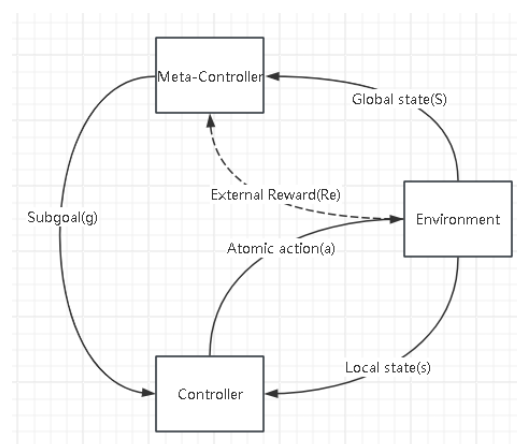 Meta-Controller
Global state(S)
External Reward(Re)
Subgoal(g)
Environment
Atomic action(a)
Local state(s)
Controller